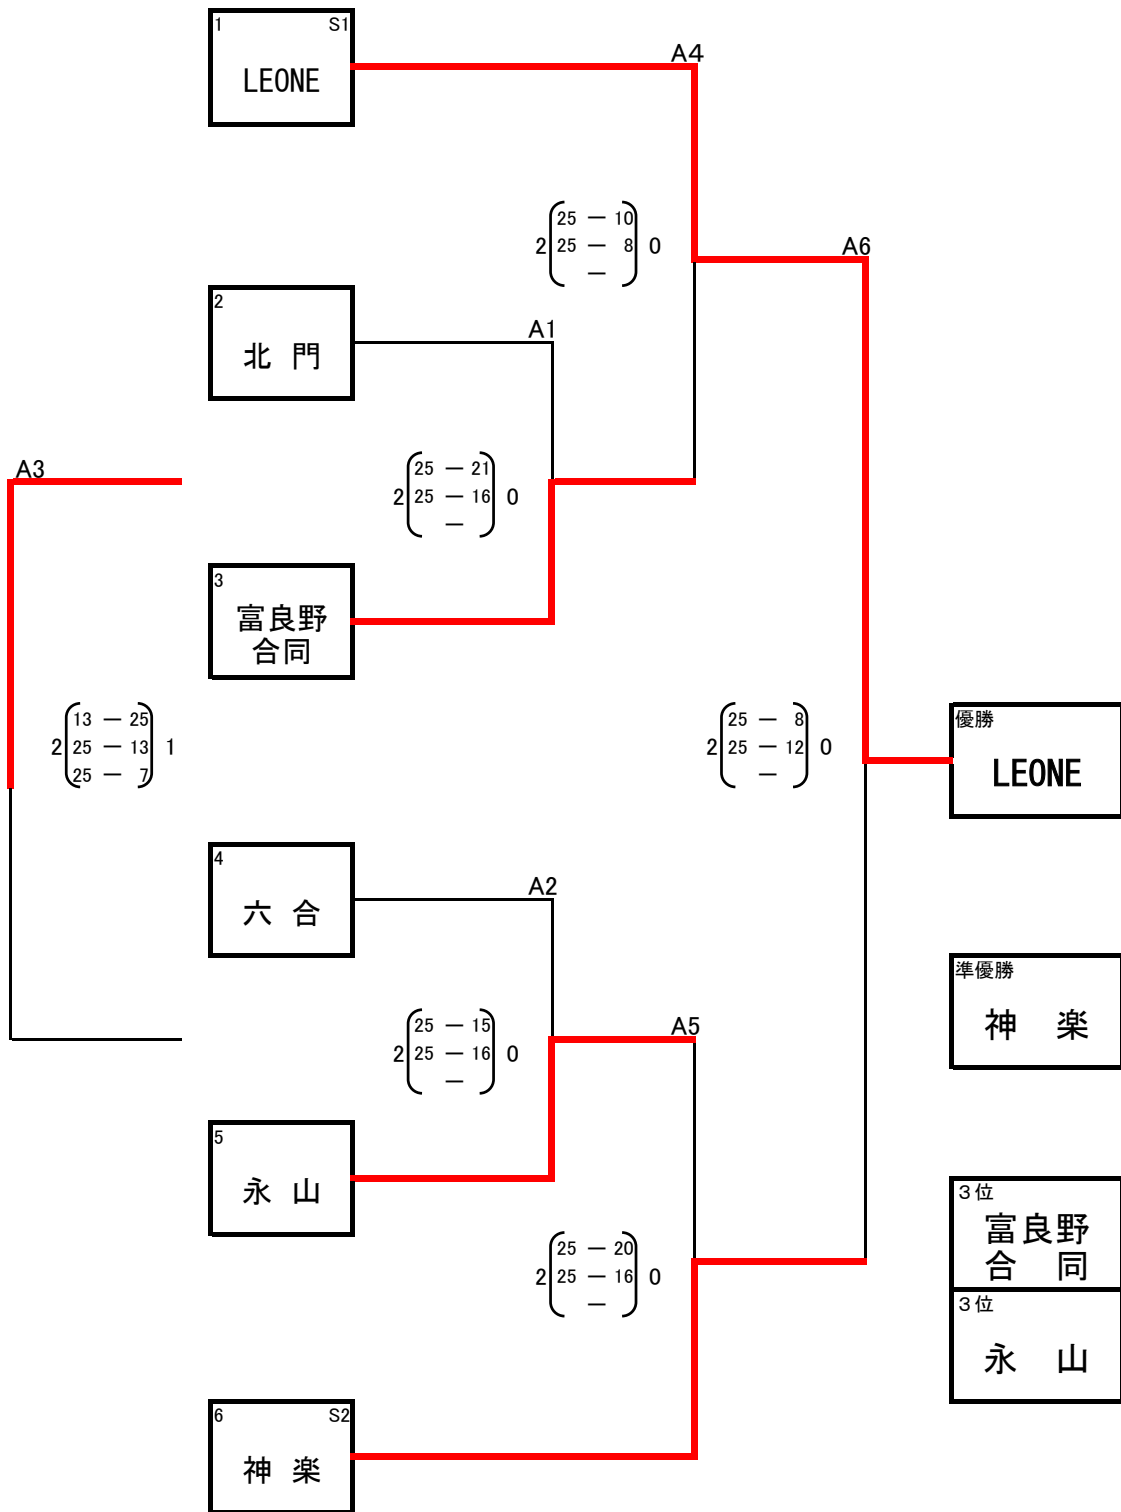 1 S1
LEONE
A4
25 － 10
2 25 － 8 0
－
A6
2
北 門
A1
A3
25 － 21
2 25 － 16 0
－
3
富良野
合同
13 － 25
2 25 － 13 1
25 － 7
25 － 8
2 25 － 12 0
－
優勝
LEONE
4
六 合
A2
準優勝
神 楽
25 － 15
2 25 － 16 0
－
A5
5
永 山
3位
富良野
合 同
25 － 20
2 25 － 16 0
－
3位
永 山
6 S2
神 楽